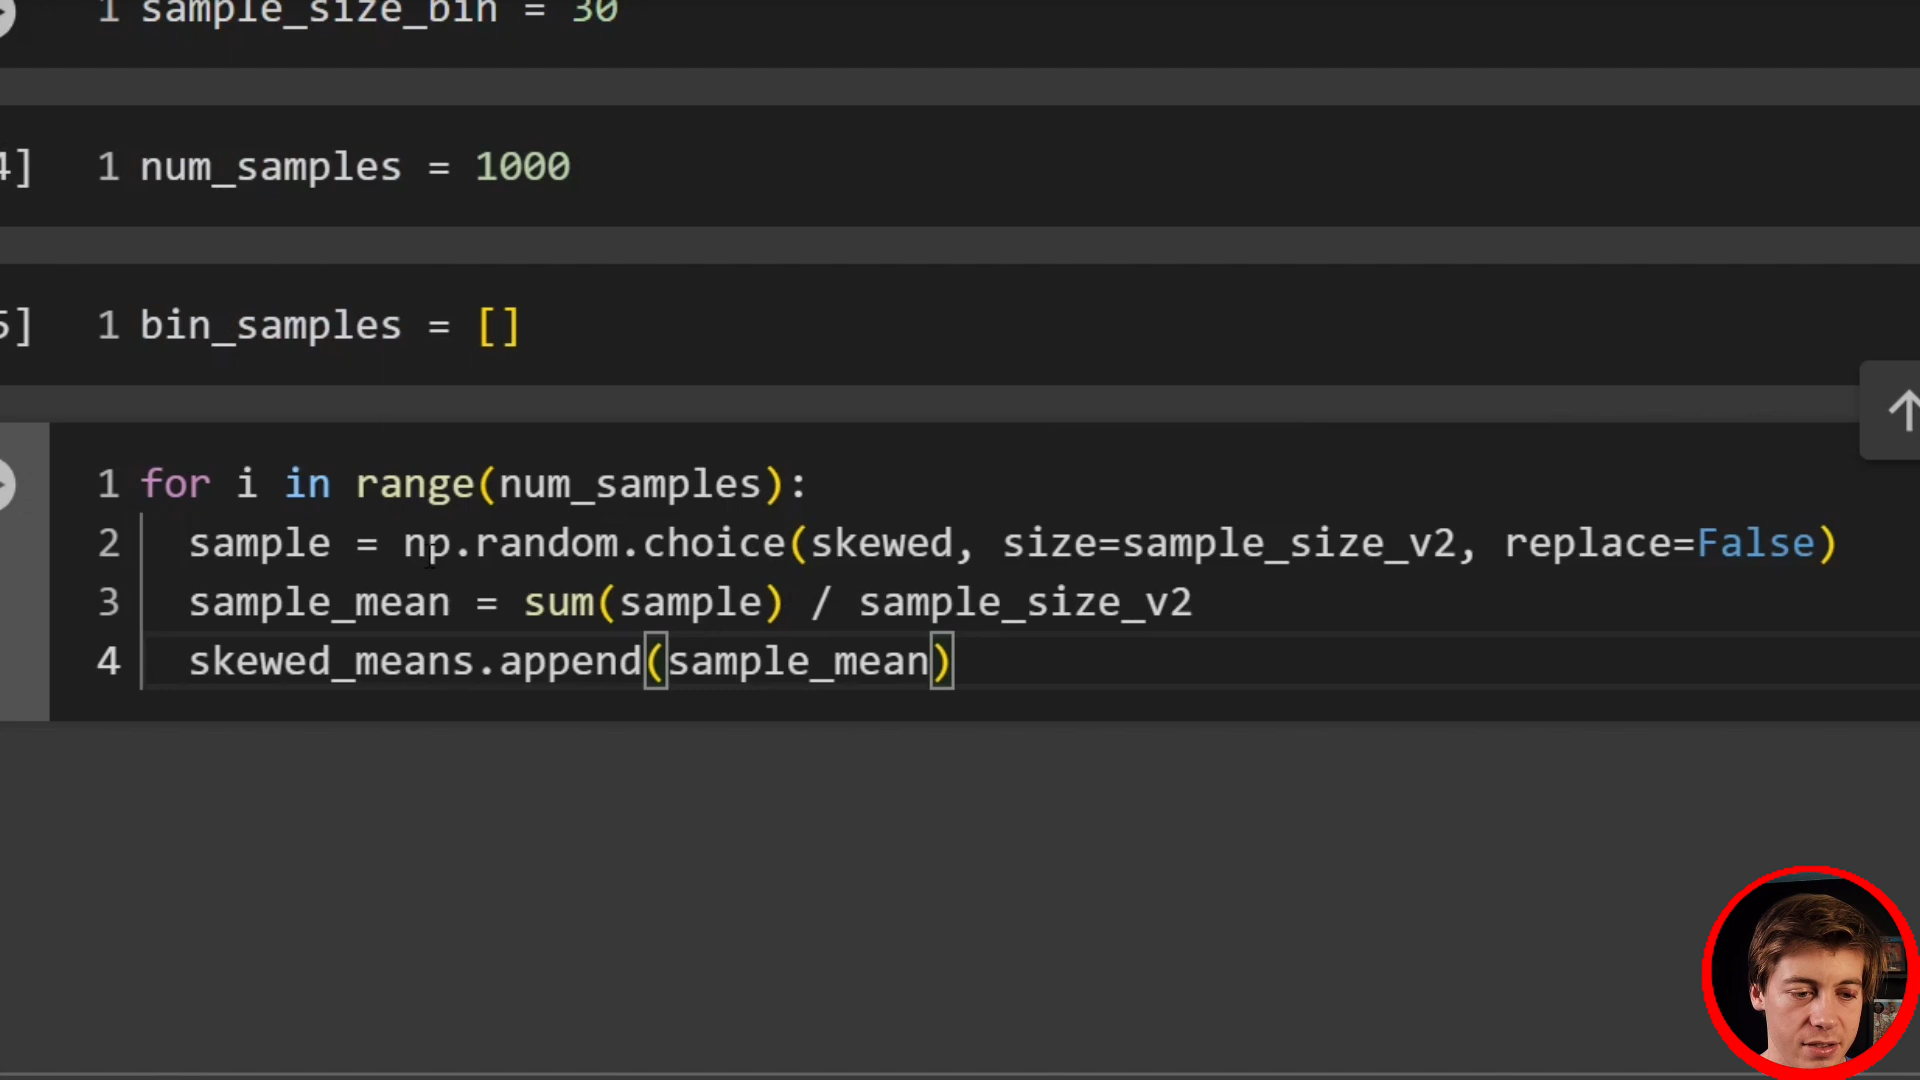 1 sample_size_bin = 30
4] 1 num_samples = 1000
5] 1 bin_samples = []
1 for i in range(num_samples):
2 sample = np.random.choice(skewed, size=sample_size_v2, replace=False)
3 sample_mean = sum(sample) / sample_size_v2
4 skewed_means.append(sample_mean)